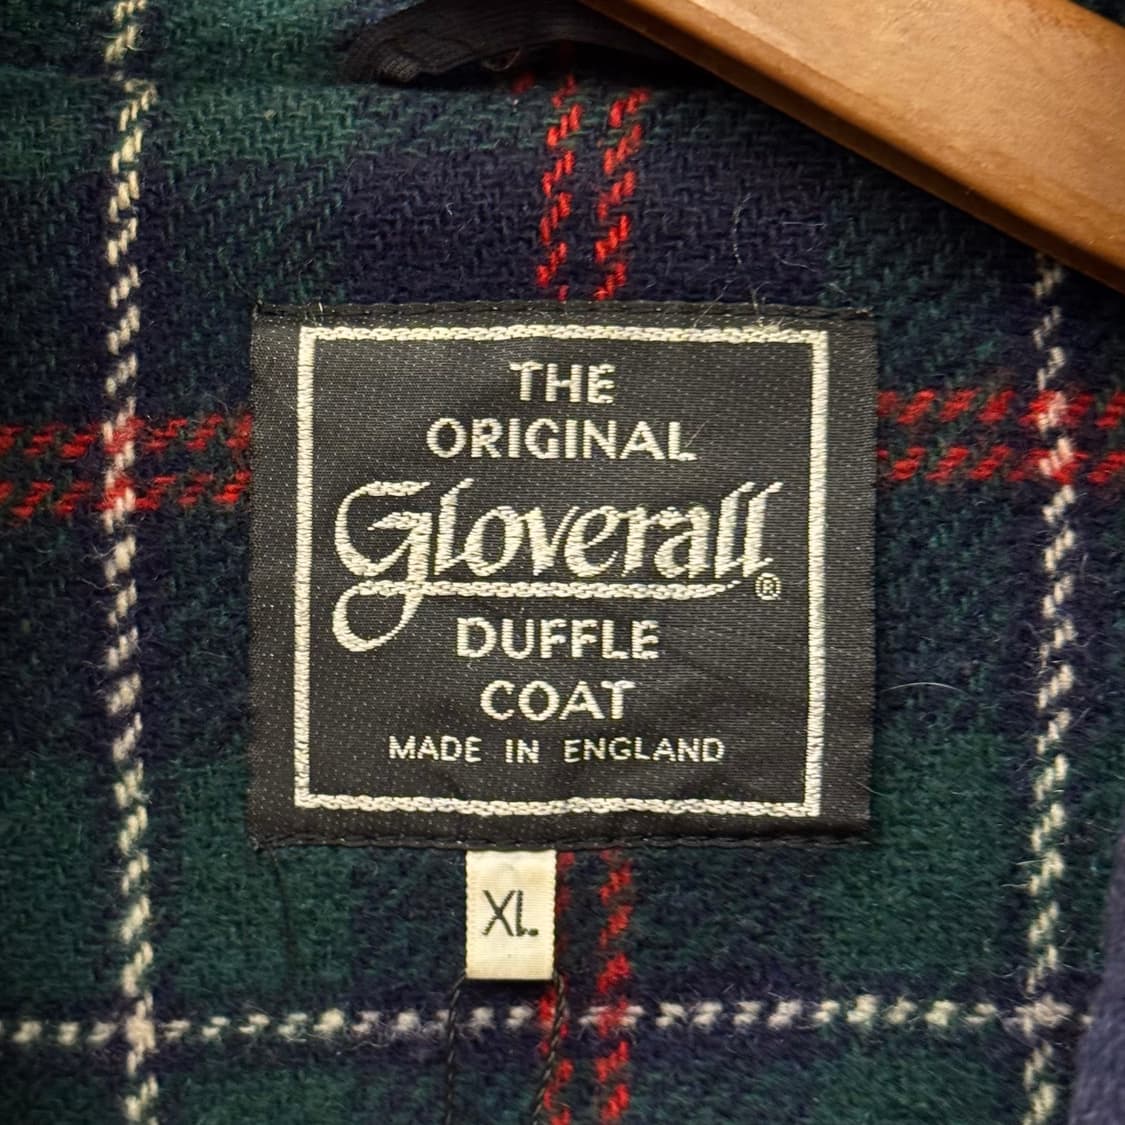 THE
ORIGINAL
Gloverall®
DUFFLE
COAT
MADE IN ENGLAND
XL